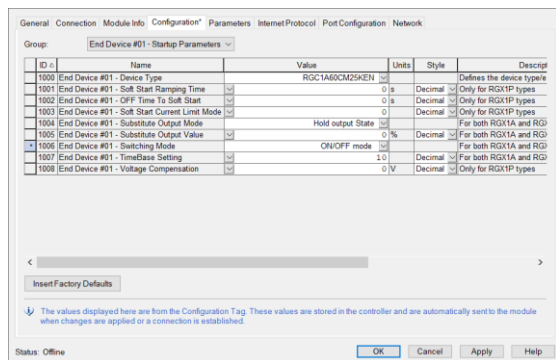 General Connection Module Info Configuration* Parameters Internet Protocol Port Configuration Network
Group: End Device #01 - Startup Parameters
ID Name Value Units Style Descript
1000 End Device #01 - Device Type RGC1A60CM25KEN Defines the device type/e
1001 End Device #01 - Soft Start Ramping Time 0 s Decimal Only for RGX1P types
1002 End Device #01 - OFF Time To Soft Start 0 s Decimal Only for RGX1P types
1003 End Device #01 - Soft Start Current Limit Mode 0 Decimal Only for RGX1P types
1004 End Device #01 - Substitute Output Mode Hold output State For both RGX1A and RGX
1005 End Device #01 - Substitute Output Value 0 % Decimal For both RGX1A and RGX
* 1006 End Device #01 - Switching Mode ON/OFF mode For both RGX1A and RGX
1007 End Device #01 - TimeBase Setting 10 Decimal For both RGX1A and RGX
1008 End Device #01 - Voltage Compensation 0 V Decimal Only for RGX1P types
Insert Factory Defaults
The values displayed here are from the Configuration Tag. These values are stored in the controller and are automatically sent to the module
when changes are applied or a connection is established.
Status: Offline OK Cancel Apply Help